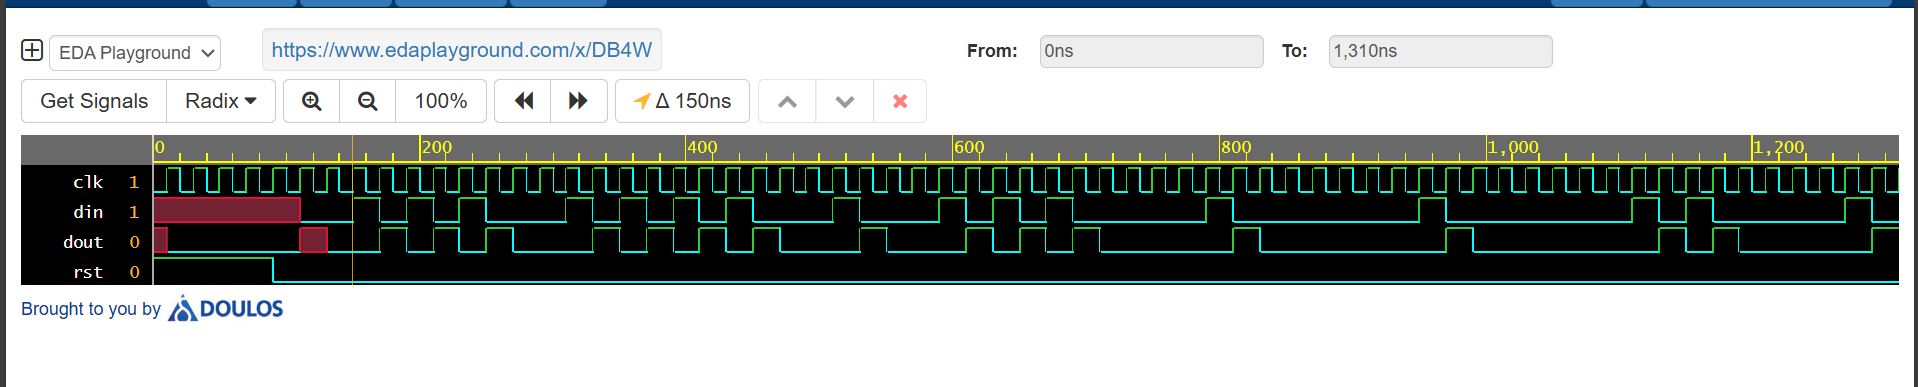 EDA Playground https://www.edaplayground.com/x/DB4W From: 0ns To: 1,310ns
Get Signals Radix 100% Δ 150ns
0 200 400 600 800 1,000 1,200
clk 1
din 1
dout 0
rst 0
Brought to you by DOULOS